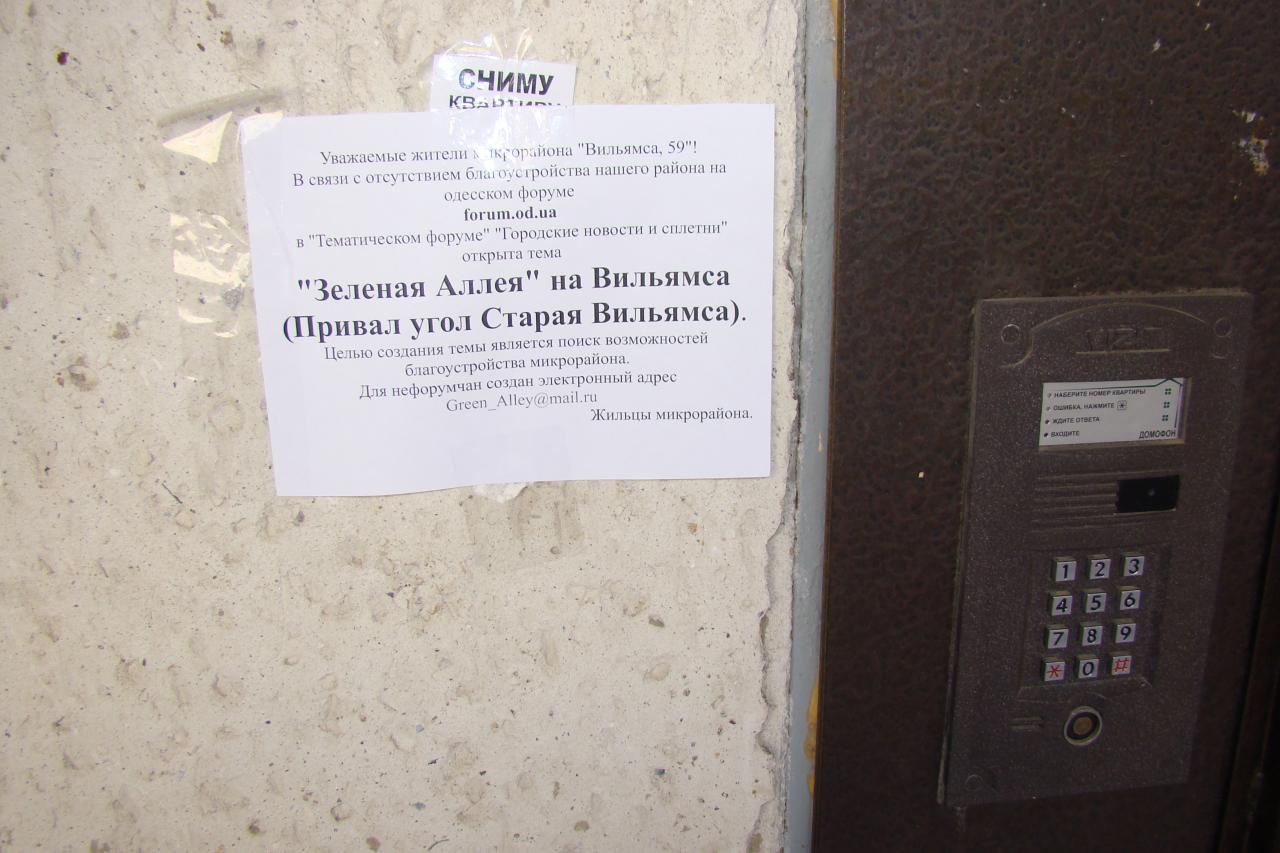 СНИМУ
КВАРТИРУ
Уважаемые жители микрорайона "Вильямса, 59"!
В связи с отсутствием благоустройства нашего района на
одесском форуме
forum.od.ua
в "Тематическом форуме" "Городские новости и сплетни"
открыта тема
"Зеленая Аллея" на Вильямса
(Привал угол Старая Вильямса).
Целью создания темы является поиск возможностей
благоустройства микрорайона.
Для нефорумчан создан электронный адрес
Green_Alley@mail.ru
Жильцы микрорайона.
НАБЕРИТЕ НОМЕР КВАРТИРЫ
ОШИБКА, НАЖМИТЕ *
ЖДИТЕ ОТВЕТА
ВХОДИТЕ ДОМОФОН
1 2 3
4 5 6
7 8 9
* 0 #